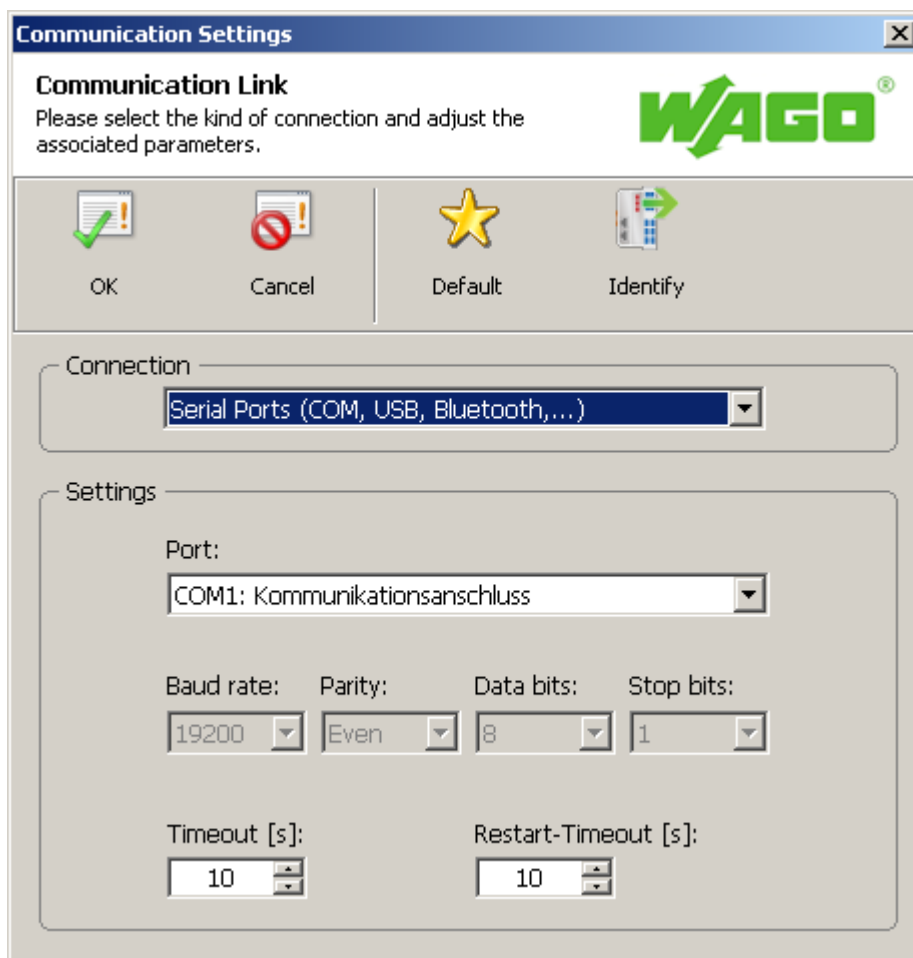 Communication Settings
Communication Link
Please select the kind of connection and adjust the
associated parameters.
WAGO®
OK Cancel Default Identify
Connection
Serial Ports (COM, USB, Bluetooth,...)
Settings
Port:
COM1: Kommunikationsanschluss
Baud rate: Parity: Data bits: Stop bits:
19200 Even 8 1
Timeout [s]: Restart-Timeout [s]:
10 10